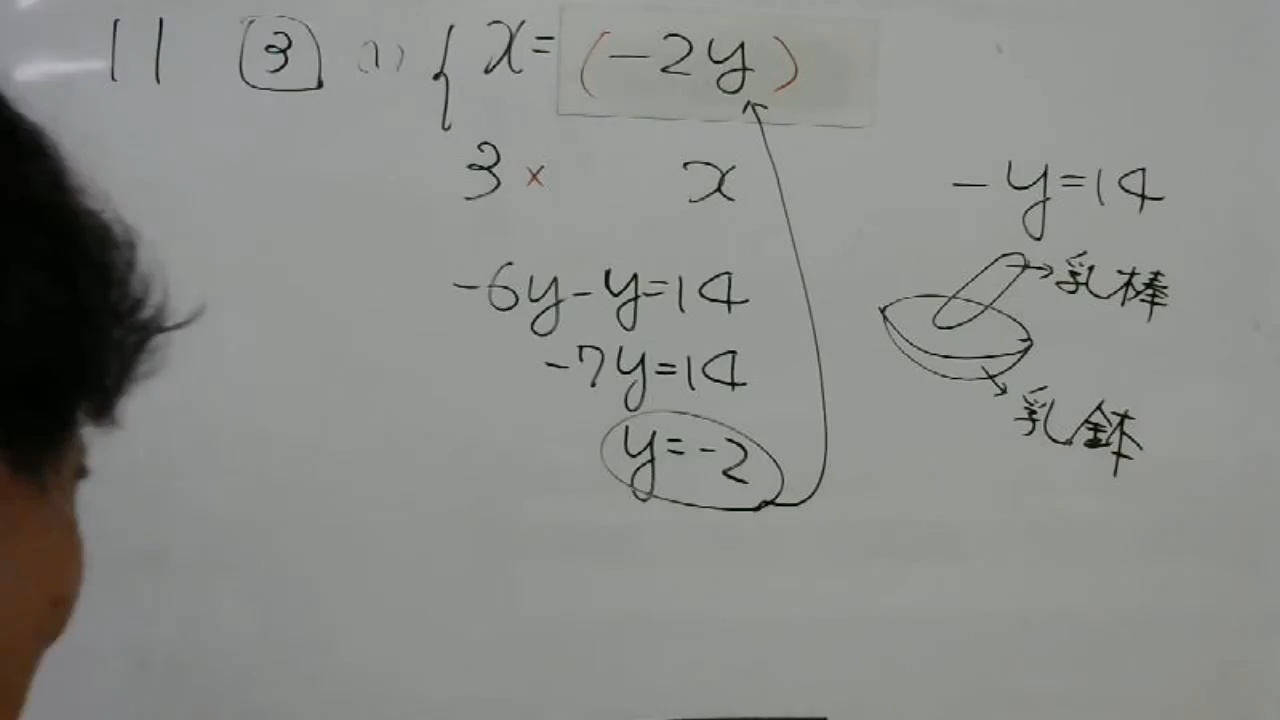 11 3 (1) { x = (-2y)
3 × x
-y=14
-6y-y=14
-7y=14
y=-2
乳棒
乳鉢